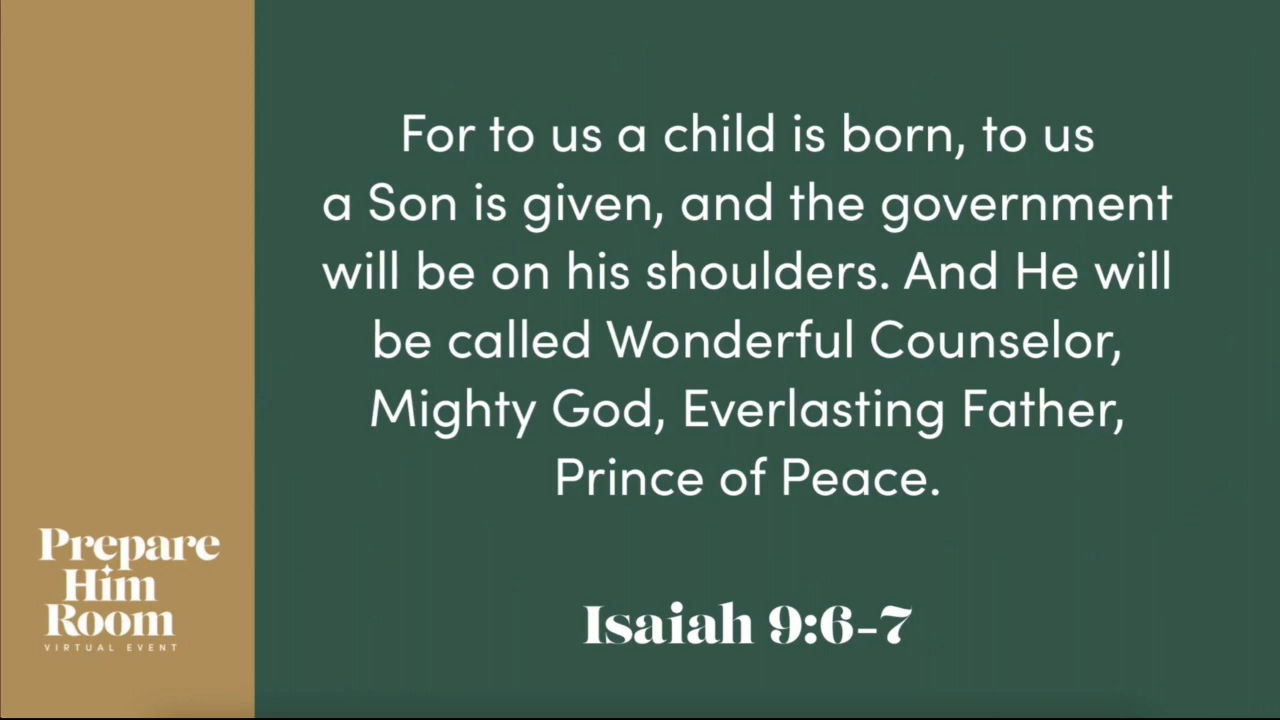 For to us a child is born, to us
a Son is given, and the government
will be on his shoulders. And He will
be called Wonderful Counselor,
Mighty God, Everlasting Father,
Prince of Peace.
Isaiah 9:6-7
Prepare
Him
Room
VIRTUAL EVENT